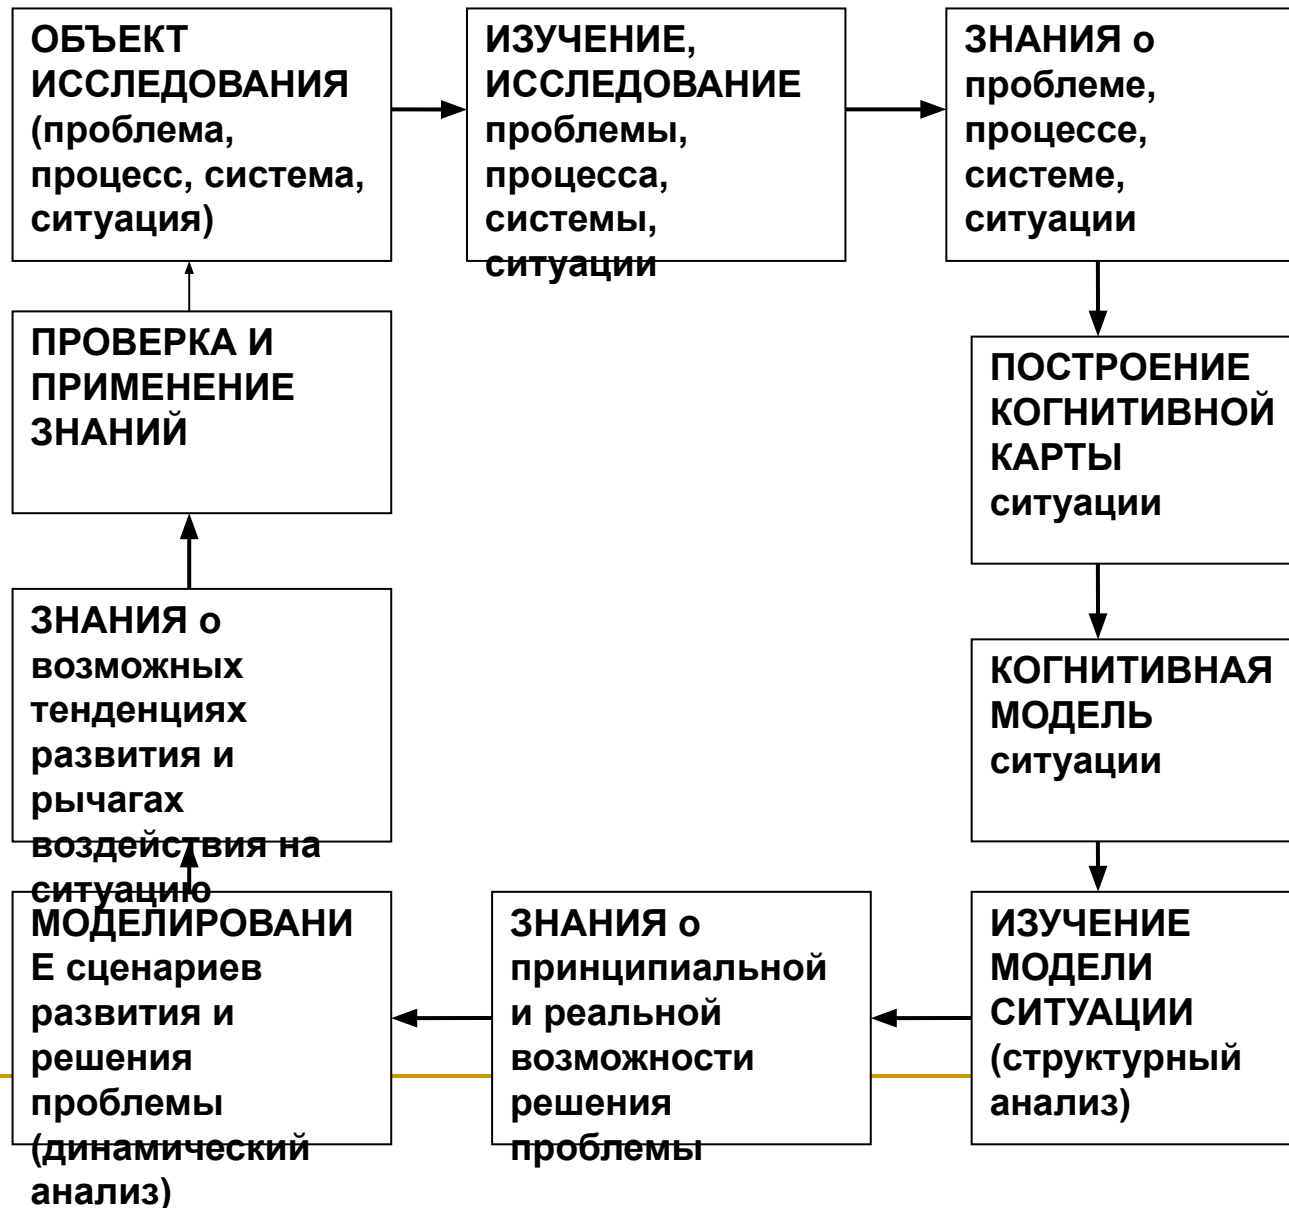 ОБЪЕКТ
ИССЛЕДОВАНИЯ
(проблема,
процесс, система,
ситуация)
ИЗУЧЕНИЕ,
ИССЛЕДОВАНИЕ
проблемы,
процесса,
системы,
ситуации
ЗНАНИЯ о
проблеме,
процессе,
системе,
ситуации
ПОСТРОЕНИЕ
КОГНИТИВНОЙ
КАРТЫ
ситуации
КОГНИТИВНАЯ
МОДЕЛЬ
ситуации
ИЗУЧЕНИЕ
МОДЕЛИ
СИТУАЦИИ
(структурный
анализ)
ЗНАНИЯ о
принципиальной
и реальной
возможности
решения
проблемы
МОДЕЛИРОВАНИ
Е сценариев
развития и
решения
проблемы
(динамический
анализ)
ЗНАНИЯ о
возможных
тенденциях
развития и
рычагах
воздействия на
ситуацию
ПРОВЕРКА И
ПРИМЕНЕНИЕ
ЗНАНИЙ